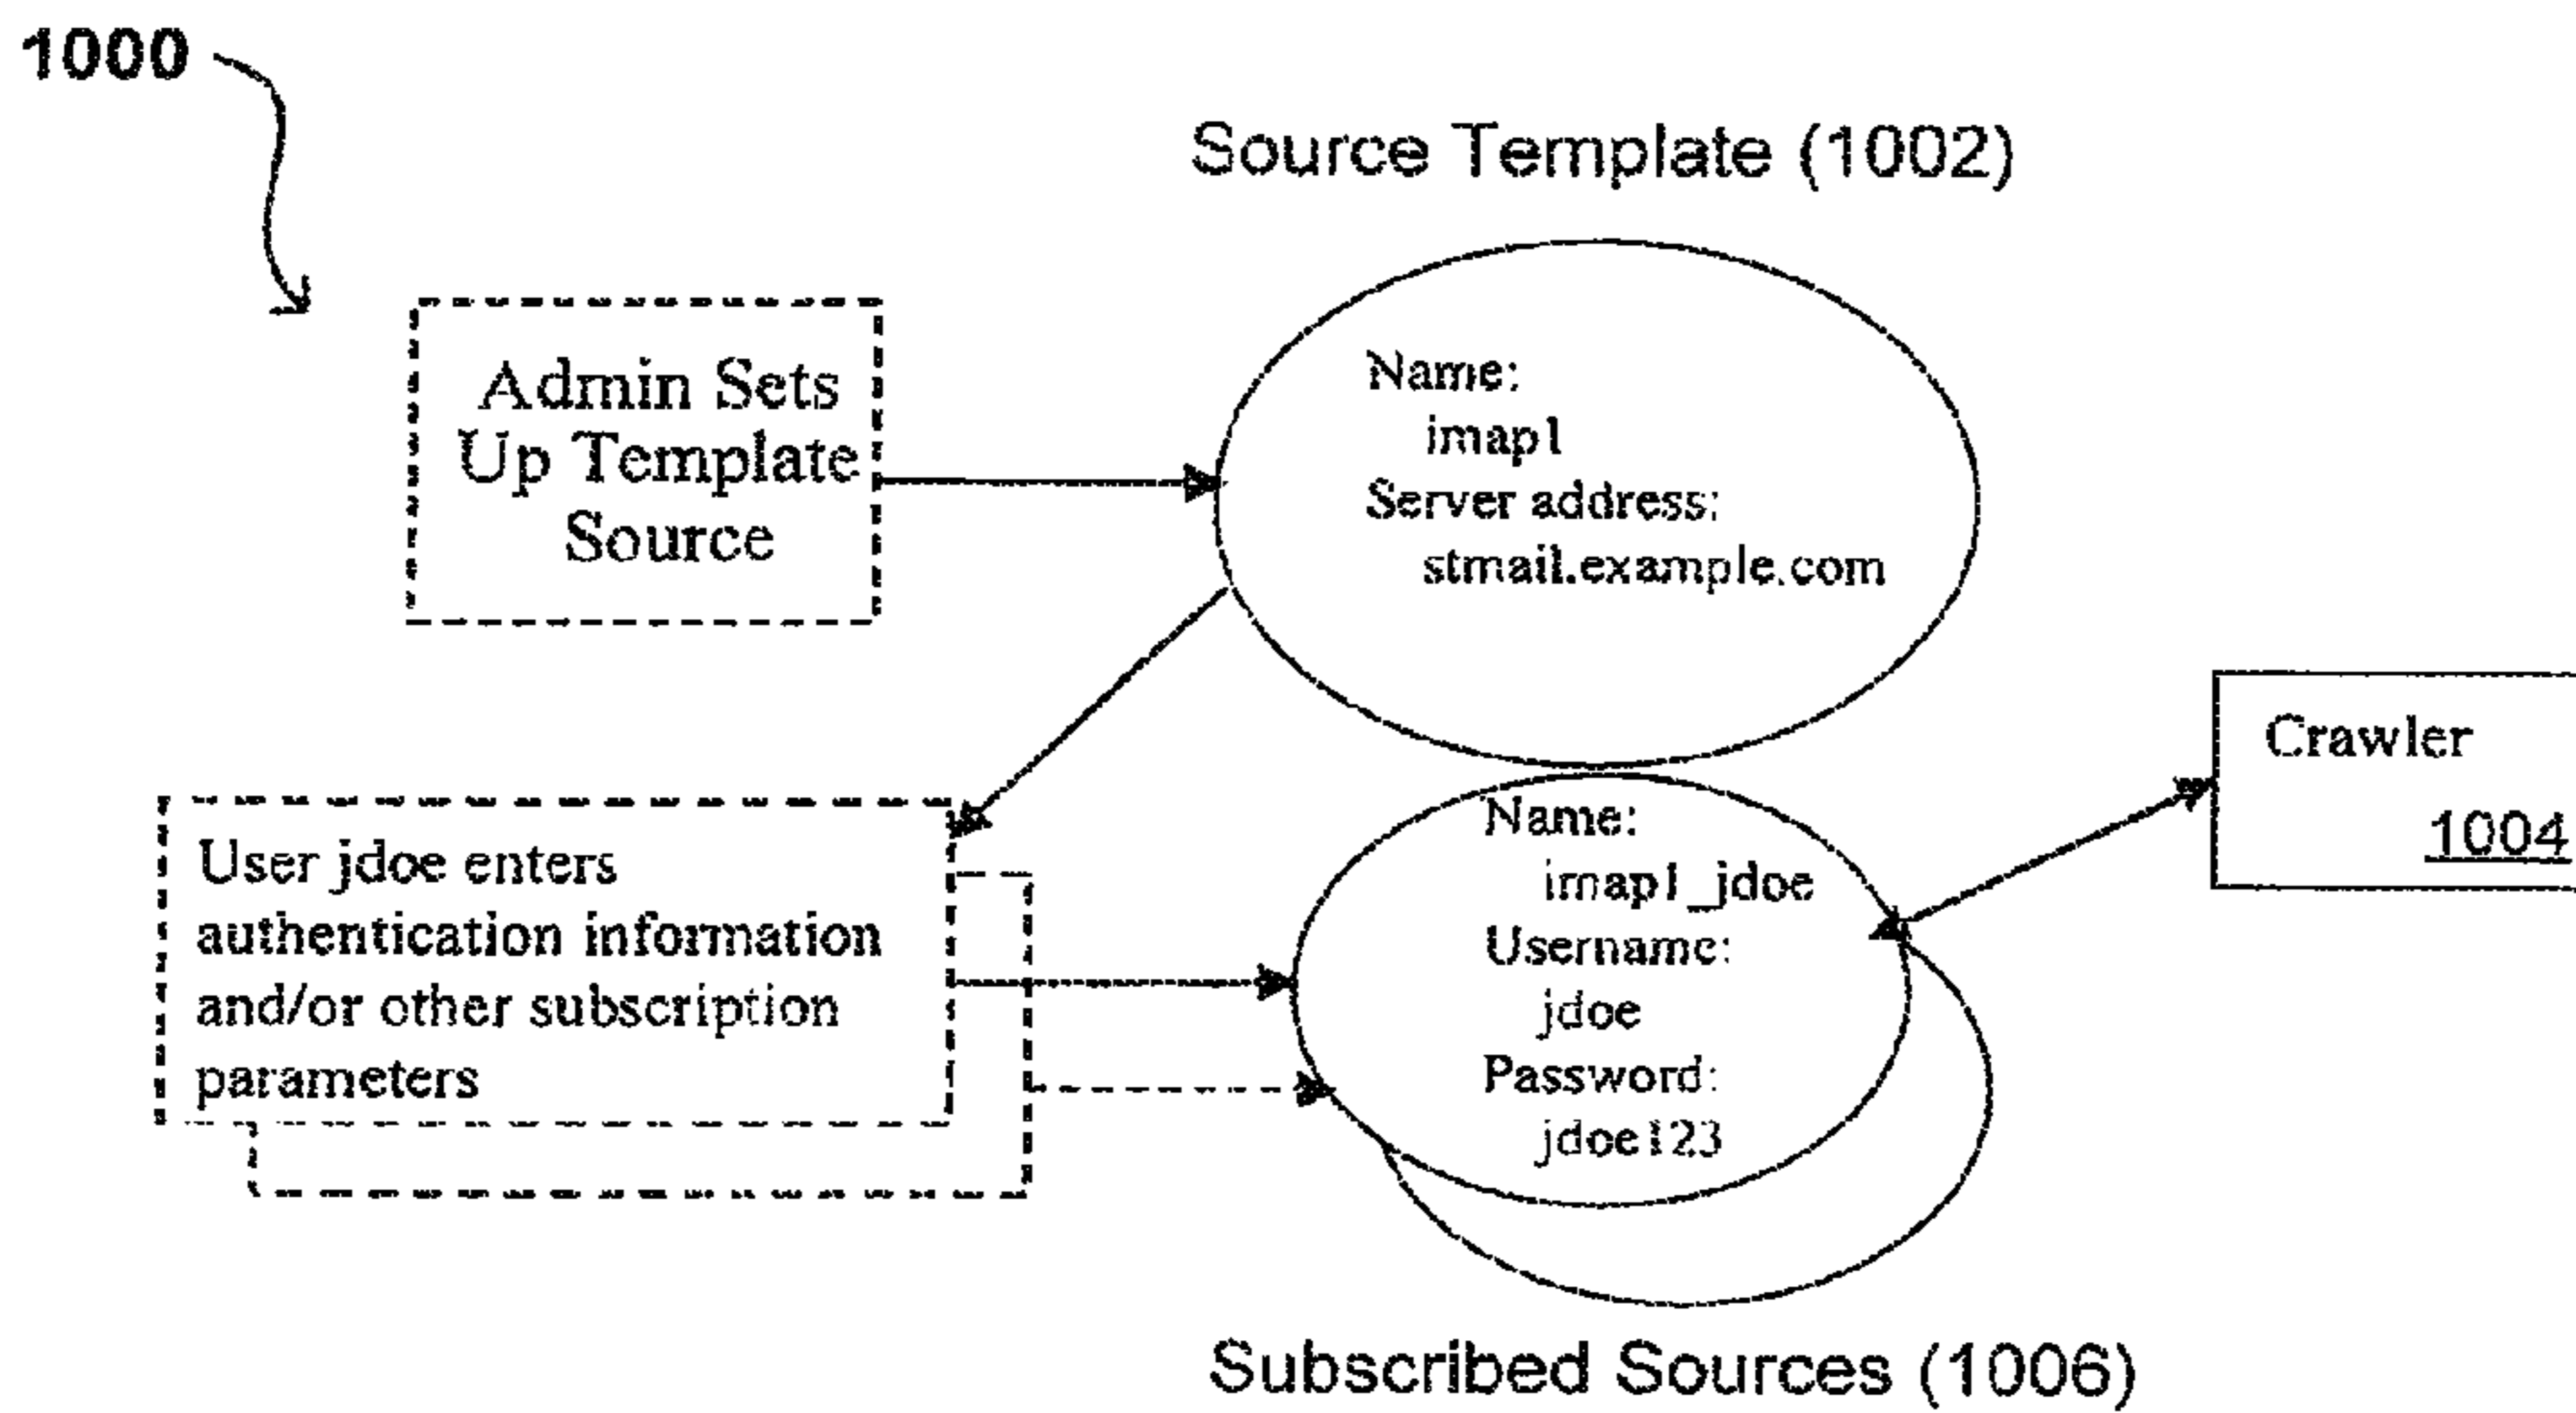 1000
Source Template (1002)
Admin Sets
Up Template
Source
Name:
imap1
Server address:
stmail.example.com
Crawler
1004
User jdoe enters
authentication information
and/or other subscription
parameters
Name:
imap1_jdoe
Username:
jdoe
Password:
jdoe123
Subscribed Sources (1006)